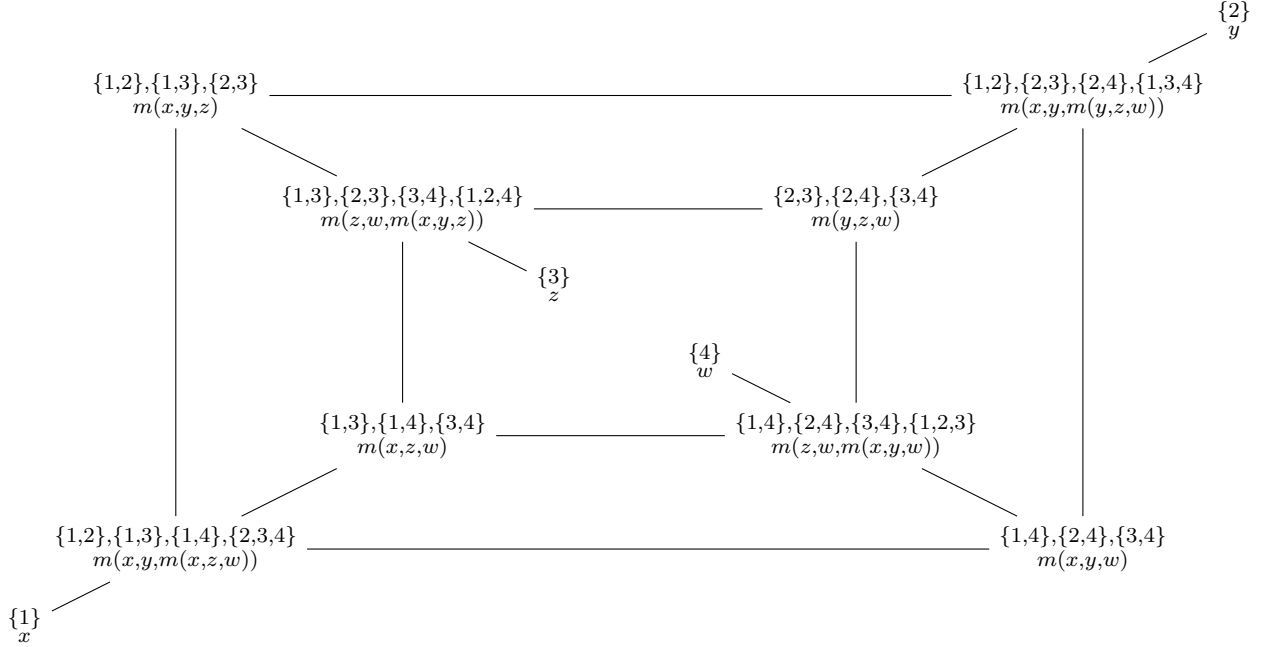 {2}
y
{1,2},{1,3},{2,3}
m(x,y,z)
{1,2},{2,3},{2,4},{1,3,4}
m(x,y,m(y,z,w))
{1,3},{2,3},{3,4},{1,2,4}
m(z,w,m(x,y,z))
{2,3},{2,4},{3,4}
m(y,z,w)
{3}
z
{4}
w
{1,3},{1,4},{3,4}
m(x,z,w)
{1,4},{2,4},{3,4},{1,2,3}
m(z,w,m(x,y,w))
{1,2},{1,3},{1,4},{2,3,4}
m(x,y,m(x,z,w))
{1,4},{2,4},{3,4}
m(x,y,w)
{1}
x